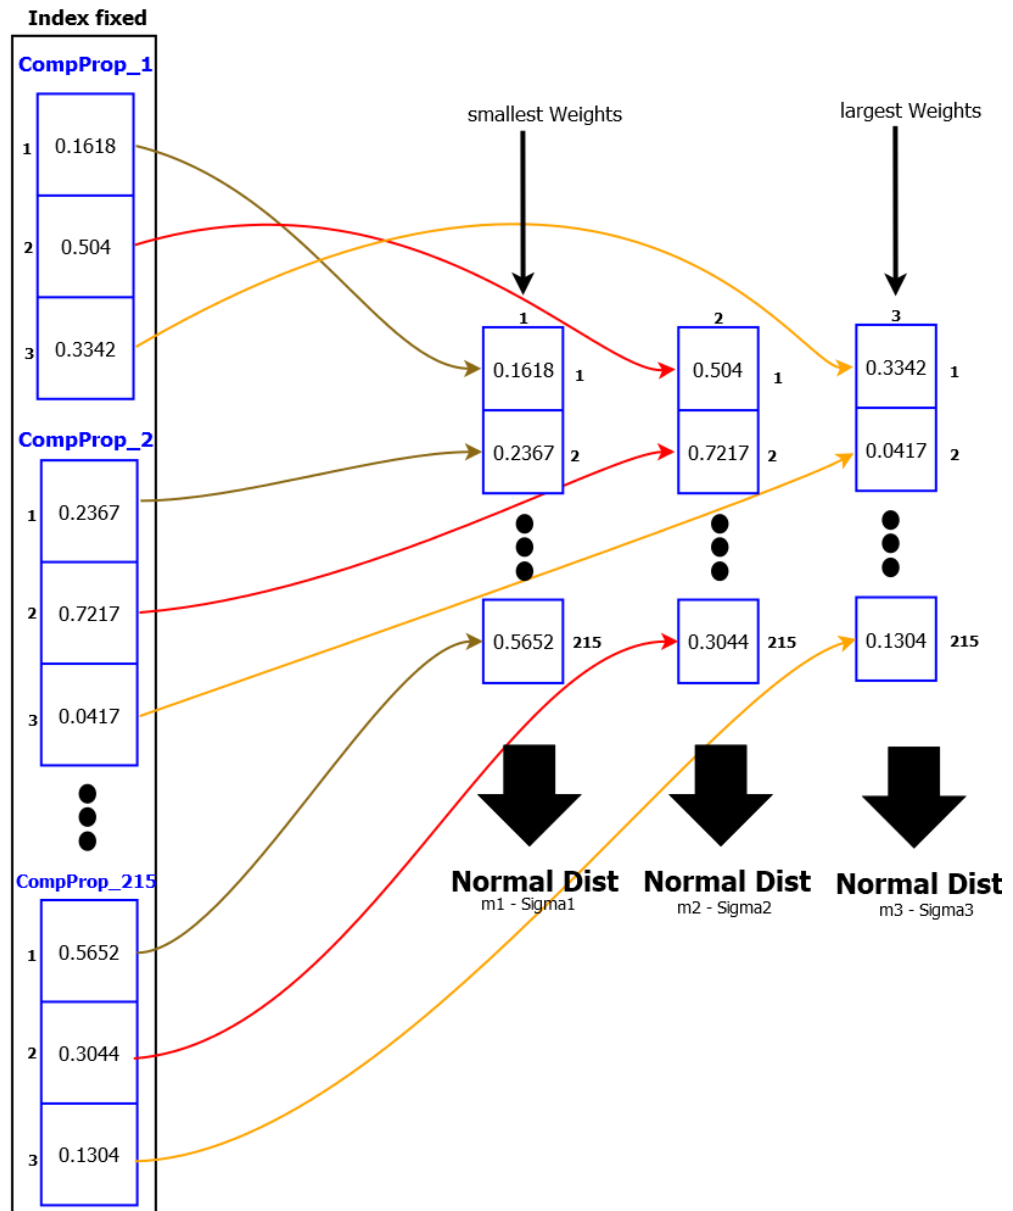 Index fixed
CompProp_1
1 0.1618
2 0.504
3 0.3342
CompProp_2
1 0.2367
2 0.7217
3 0.0417
CompProp_215
1 0.5652
2 0.3044
3 0.1304
smallest Weights
largest Weights
1
0.1618 1
0.2367 2
0.5652 215
2
0.504 1
0.7217 2
0.3044 215
3
0.3342 1
0.0417 2
0.1304 215
Normal Dist
m1 - Sigma1
Normal Dist
m2 - Sigma2
Normal Dist
m3 - Sigma3